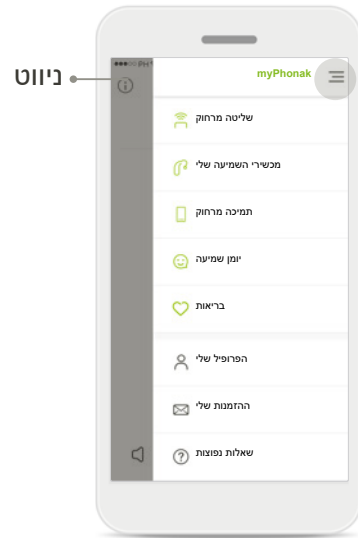 ניווט
myPhonak
שליטה מרחוק
מכשירי השמיעה שלי
תמיכה מרחוק
יומן שמיעה
בריאות
הפרופיל שלי
ההזמנות שלי
שאלות נפוצות